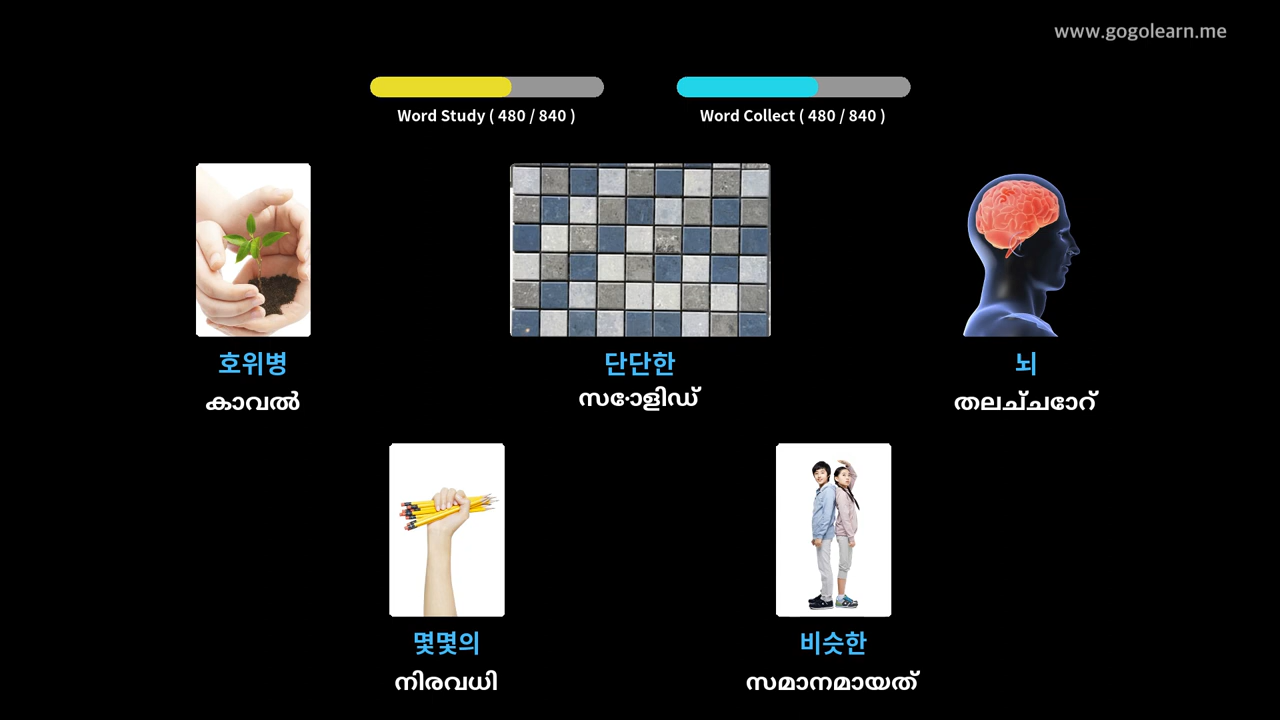 www.gogolearn.me
Word Study ( 480 / 840 )
Word Collect ( 480 / 840 )
호위병
단단한
뇌
കാവൽ
സോളിഡ്
തലച്ചോറ്
몇몇의
비슷한
നിരവധി
സമാനമായത്